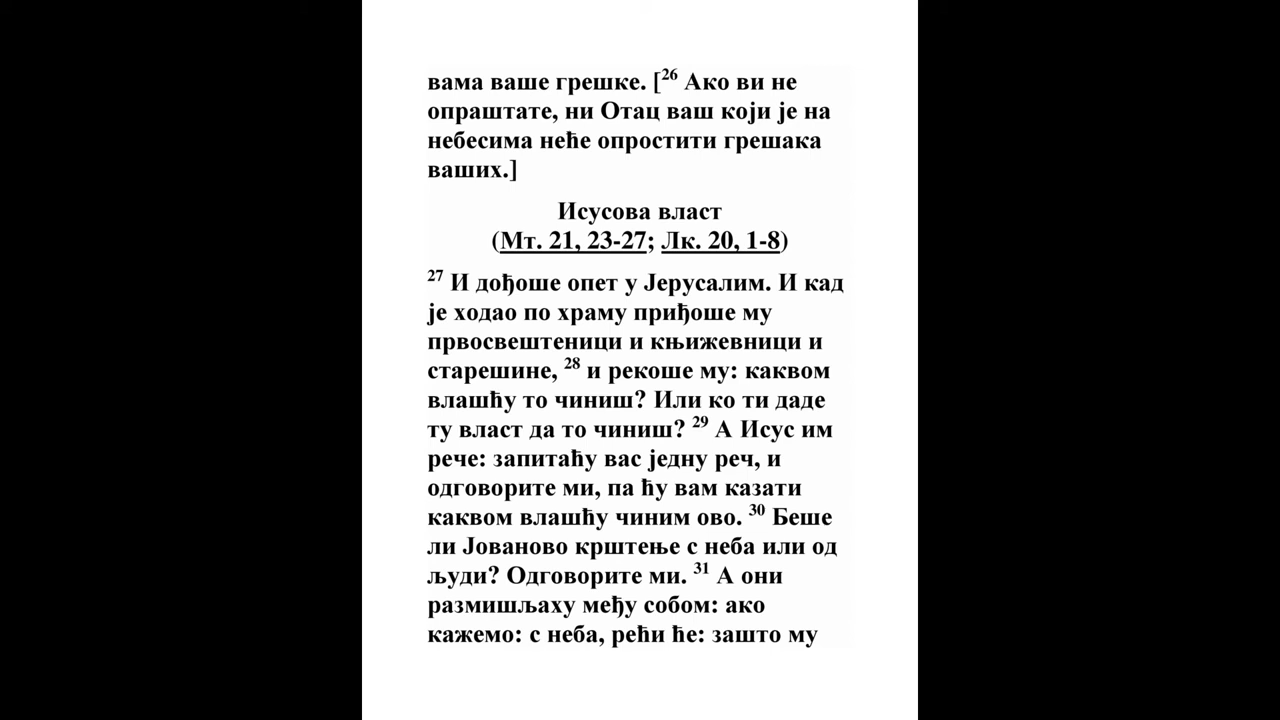 вама ваше грешке. [26 Ако ви не
опраштате, ни Отац ваш који је на
небесима неће опростити грешака
ваших.]
Исусова власт
(Мт. 21, 23-27; Лк. 20, 1-8)
27 И дођоше опет у Јерусалим. И кад
је ходао по храму приђоше му
првосвештеници и књижевници и
старешине, 28 и рекоше му: каквом
влашћу то чиниш? Или ко ти даде
ту власт да то чиниш? 29 А Исус им
рече: запитаћу вас једну реч, и
одговорите ми, па ћу вам казати
каквом влашћу чиним ово. 30 Беше
ли Јованово крштење с неба или од
људи? Одговорите ми. 31 А они
размишљаху међу собом: ако
кажемо: с неба, рећи ће: зашто му